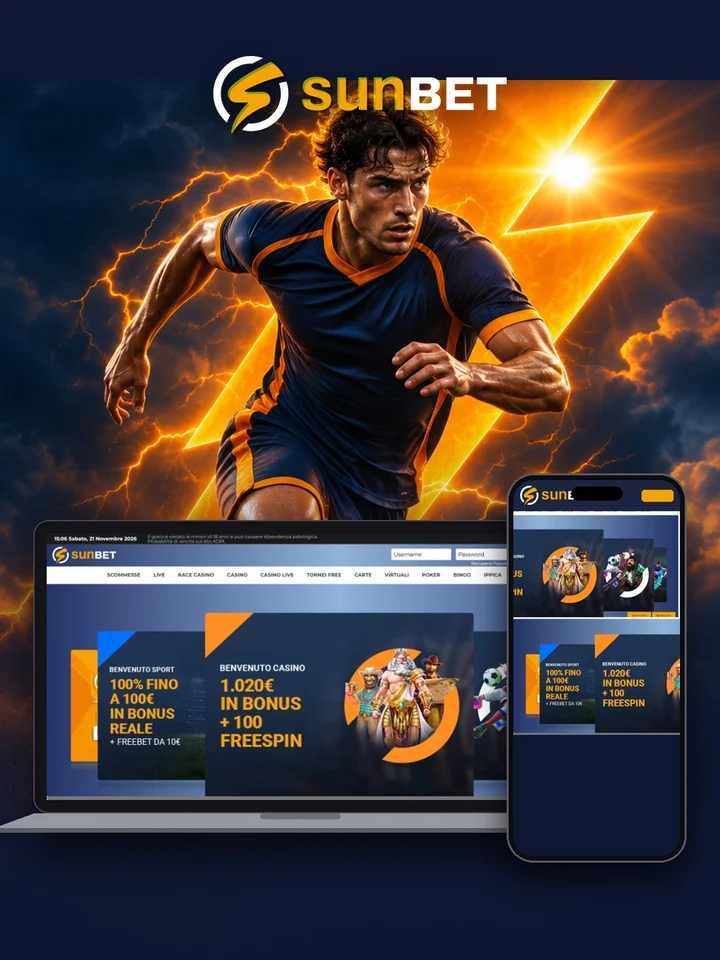 sunBET
15:06 Sabato, 21 Novembre 2026
Il gioco è vietato ai minori di 18 anni e può causare dipendenza patologica.
Probabilità di vincita sul sito ADM.
sunBET
Username
Password
SCOMMESSE LIVE RACE CASINO CASINO CASINO LIVE TORNEI FREE CARTE VIRTUALI POKER BINGO IPPICA
BENVENUTO SPORT
100% FINO
A 100€
IN BONUS
REALE
+ FREEBET DA 10€
BENVENUTO CASINO
1.020€
IN BONUS
+ 100
FREESPIN
BENVENUTO SPORT
100% FINO
A 100€
IN BONUS
REALE
+ FREEBET DA 10€
BENVENUTO CASINO
1.020€
IN BONUS
+ 100
FREESPIN